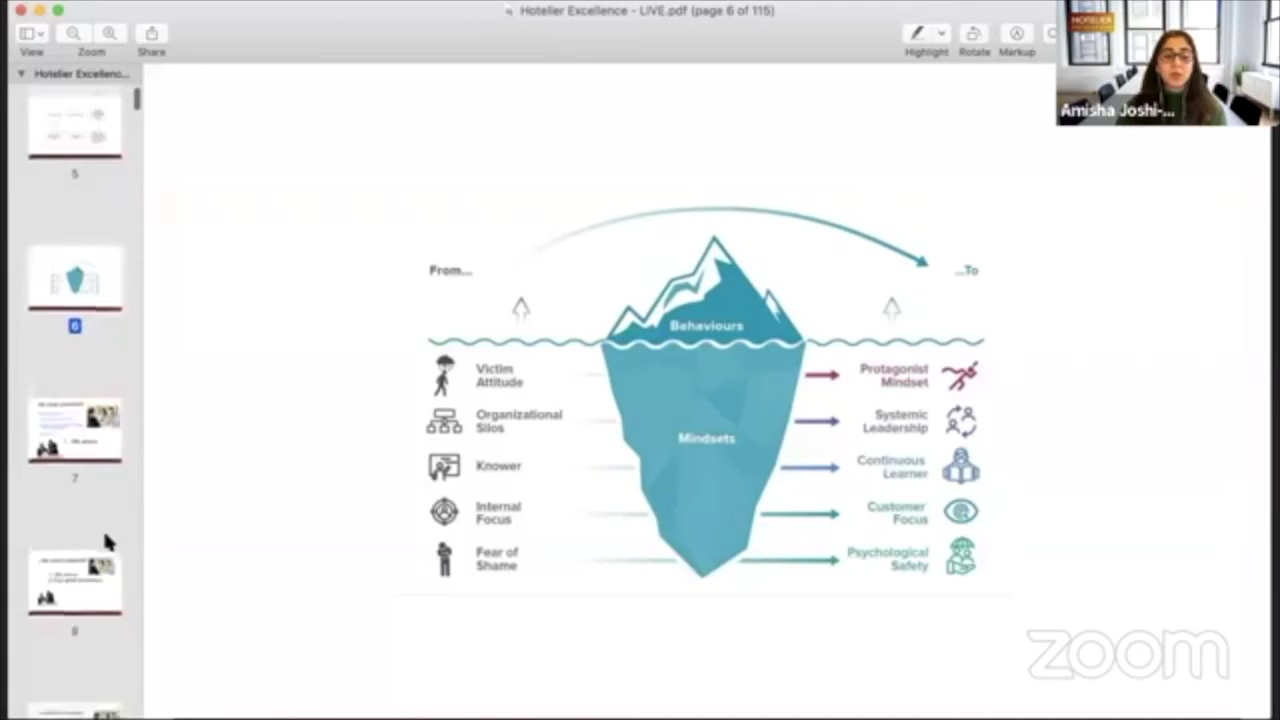 Hotelier Excellence - LIVE.pdf (page 6 of 115)
View
Zoom
Share
Highlight
Rotate
Markup
Hotelier Excellenc...
HOTELIER
Amisha Joshi-...
5
6
7
8
From...
...To
Behaviours
Mindsets
Victim
Attitude
Protagonist
Mindset
Organizational
Silos
Systemic
Leadership
Knower
Continuous
Learner
Internal
Focus
Customer
Focus
Fear of
Shame
Psychological
Safety
zoom